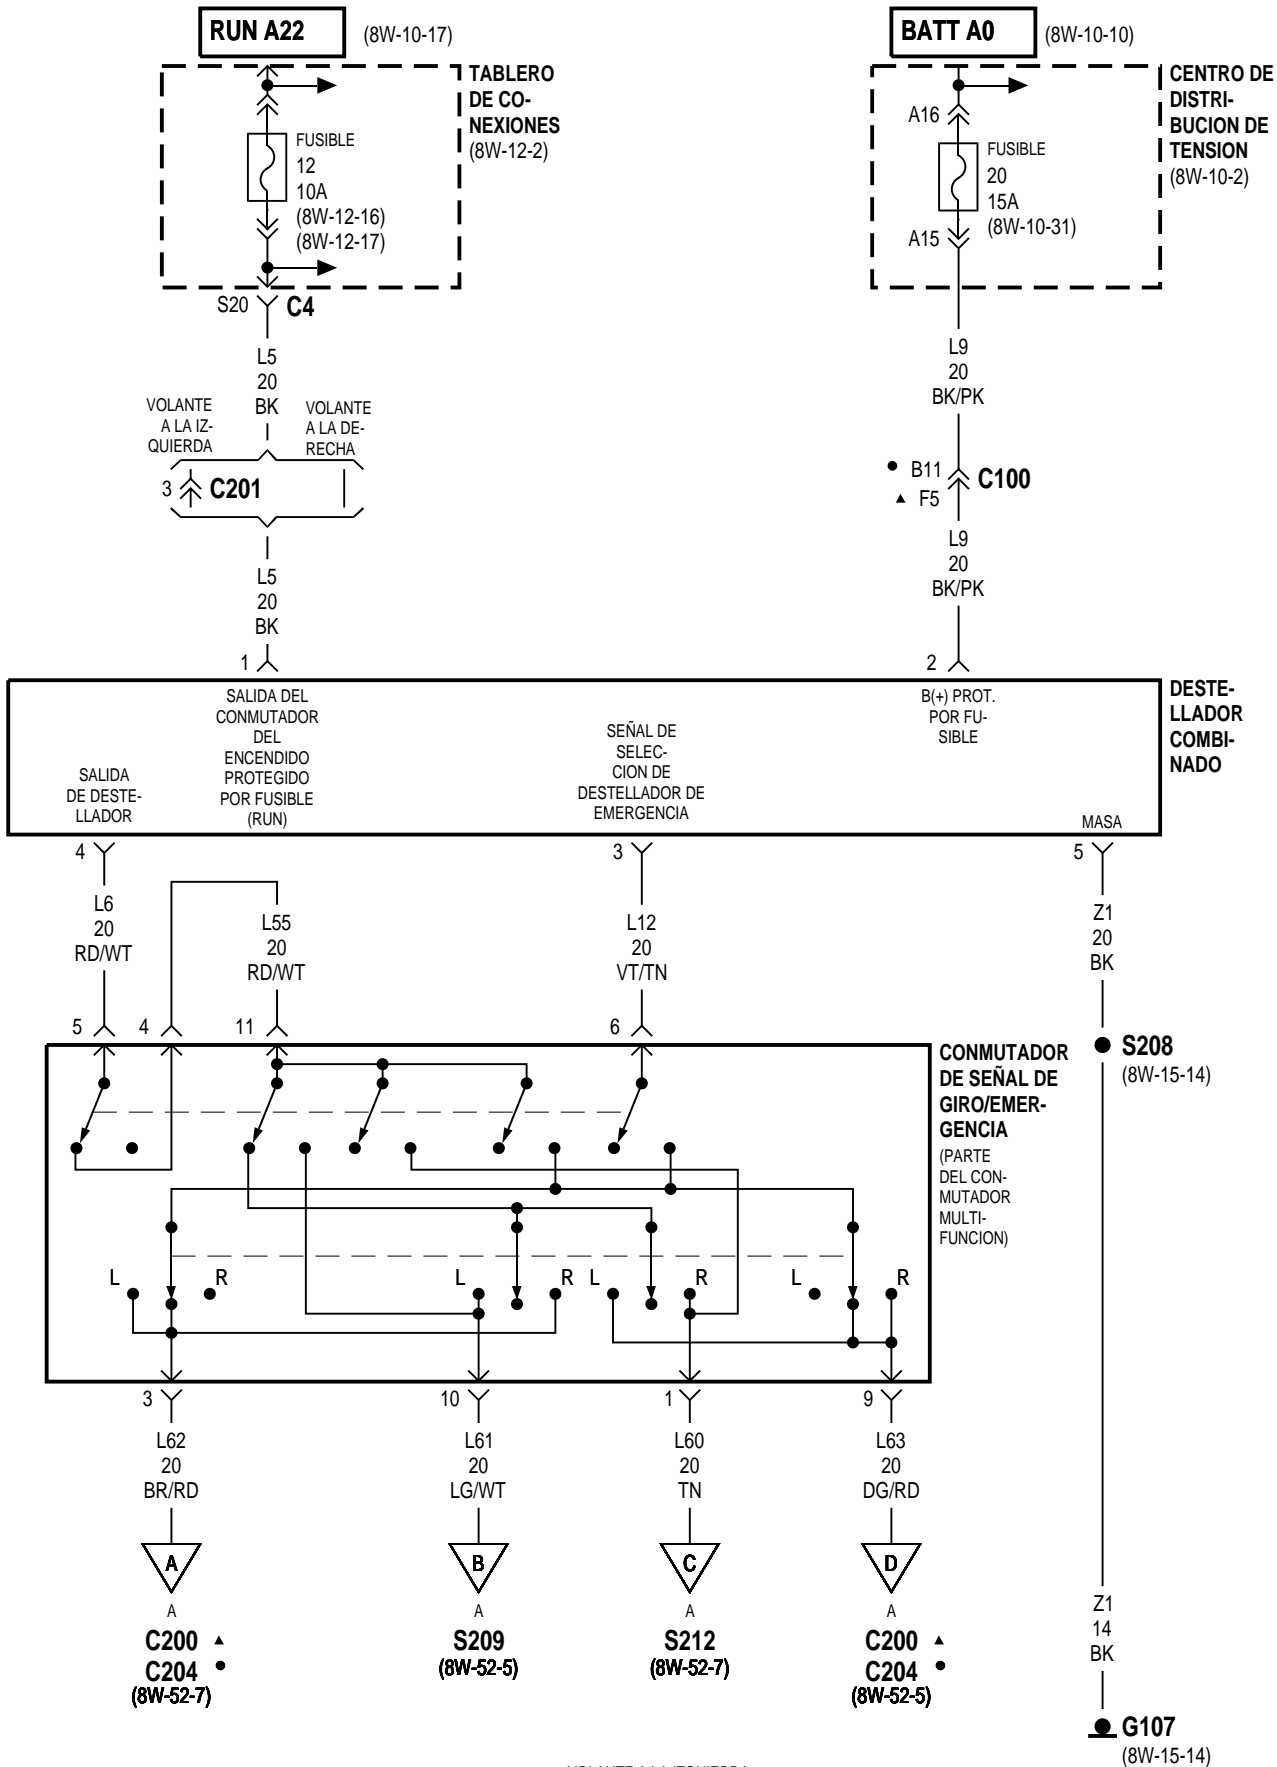 RUN A22 (8W-10-17)
BATT A0 (8W-10-10)
TABLERO
DE CO-
NEXIONES
(8W-12-2)
FUSIBLE
12
10A
(8W-12-16)
(8W-12-17)
S20 C4
CENTRO DE
DISTRI-
BUCION DE
TENSION
(8W-10-2)
A16
FUSIBLE
20
15A
(8W-10-31)
A15
L5
20
BK
VOLANTE
A LA IZ-
QUIERDA
VOLANTE
A LA DE-
RECHA
3 C201
L5
20
BK
1
L9
20
BK/PK
● B11 C100
▲ F5
L9
20
BK/PK
2
SALIDA
DE DESTE-
LLADOR
SALIDA DEL
CONMUTADOR
DEL
ENCENDIDO
PROTEGIDO
POR FUSIBLE
(RUN)
SEÑAL DE
SELEC-
CION DE
DESTELLADOR DE
EMERGENCIA
B(+) PROT.
POR FU-
SIBLE
MASA
DESTE-
LLADOR
COMBI-
NADO
4
3
5
L6
20
RD/WT
L55
20
RD/WT
L12
20
VT/TN
Z1
20
BK
5 4 11 6
CONMUTADOR
DE SEÑAL DE
GIRO/EMER-
GENCIA
(PARTE
DEL CON-
MUTADOR
MULTI-
FUNCION)
S208
(8W-15-14)
L R L R L R L R
3 10 1 9
L62
20
BR/RD
L61
20
LG/WT
L60
20
TN
L63
20
DG/RD
A
A
C200 ▲
C204 ●
(8W-52-7)
B
A
S209
(8W-52-5)
C
A
S212
(8W-52-7)
D
A
C200 ▲
C204 ●
(8W-52-5)
Z1
14
BK
G107
(8W-15-14)